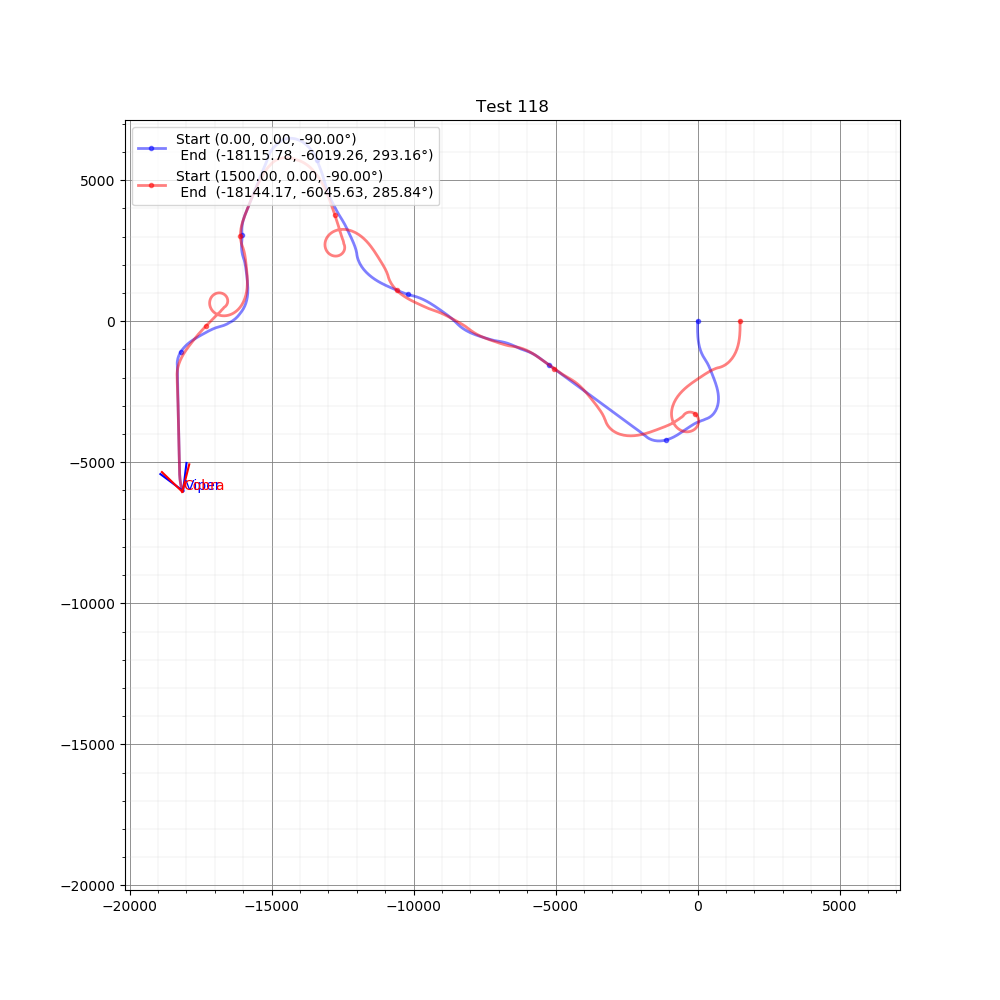 Test 118
Start (0.00, 0.00, -90.00°)
End (-18115.78, -6019.26, 293.16°)
Start (1500.00, 0.00, -90.00°)
End (-18144.17, -6045.63, 285.84°)
5000
0
−5000
−10000
−15000
−20000
Viper
−20000 −15000 −10000 −5000 0 5000